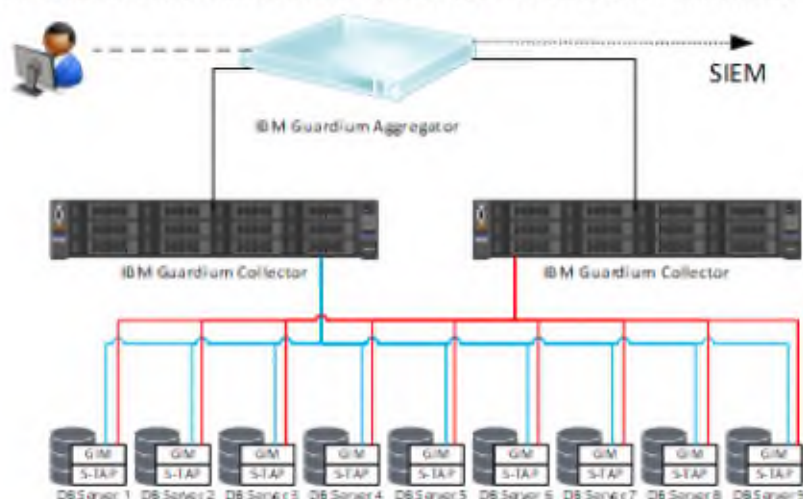 SIEM
IBM Guardium Aggregator
IBM Guardium Collector
IBM Guardium Collector
GIM GIM GIM GIM GIM GIM GIM GIM GIM
S-TAP S-TAP S-TAP S-TAP S-TAP S-TAP S-TAP S-TAP S-TAP
DB Server 1 DB Server 2 DB Server 3 DB Server 4 DB Server 5 DB Server 6 DB Server 7 DB Server DB Server